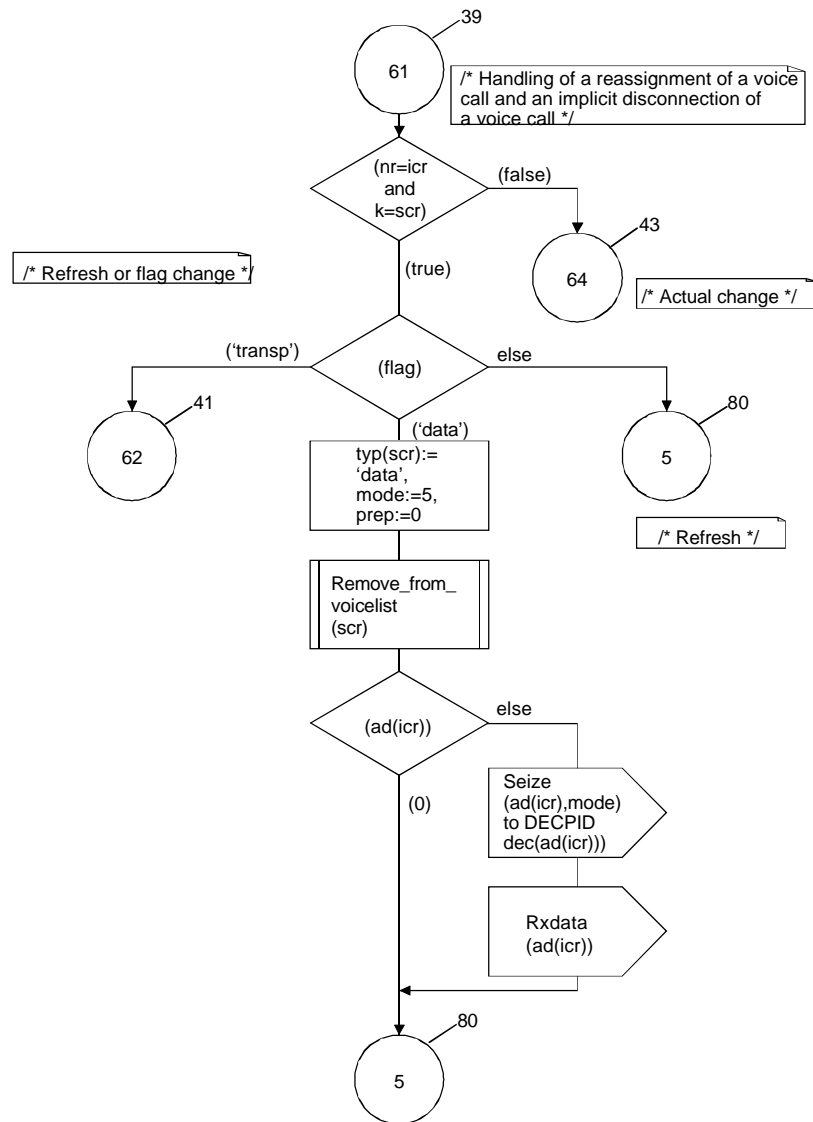 39
61
/* Handling of a reassignment of a voice
call and an implicit disconnection of
a voice call */
(nr=icr
and
k=scr)
(false)
43
64
/* Actual change */
(true)
/* Refresh or flag change */
(‘transp’)
(flag)
else
41
62
80
5
/* Refresh */
(‘data’)
typ(scr):=
‘data’,
mode:=5,
prep:=0
Remove_from_
voicelist
(scr)
(ad(icr))
else
(0)
Seize
(ad(icr),mode)
to DECPID
dec(ad(icr)))
Rxdata
(ad(icr))
80
5